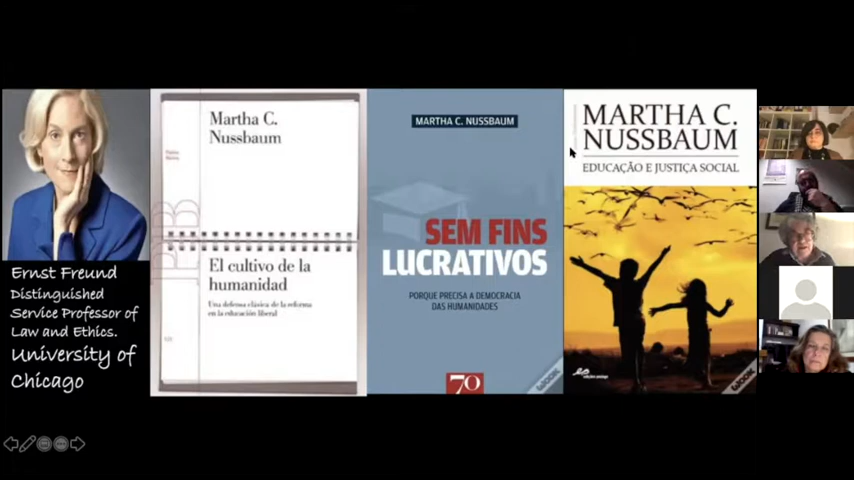 Ernst Freund
Distinguished
Service Professor of
Law and Ethics.
University of
Chicago
Martha C.
Nussbaum
El cultivo de la
humanidad
Una defensa clásica de la reforma
en la educación liberal
MARTHA C. NUSSBAUM
SEM FINS
LUCRATIVOS
PORQUE PRECISA A DEMOCRACIA
DAS HUMANIDADES
70
WOOK
MARTHA C.
NUSSBAUM
EDUCAÇÃO E JUSTIÇA SOCIAL
WOOK